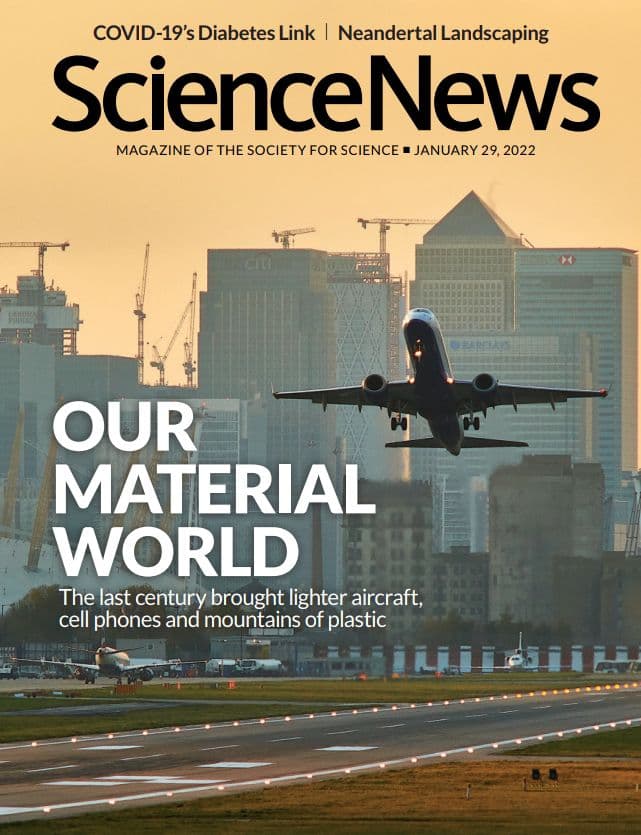 COVID-19's Diabetes Link | Neandertal Landscaping
ScienceNews
MAGAZINE OF THE SOCIETY FOR SCIENCE ■ JANUARY 29, 2022
citi
BARCLAYS
OUR
MATERIAL
WORLD
The last century brought lighter aircraft,
cell phones and mountains of plastic